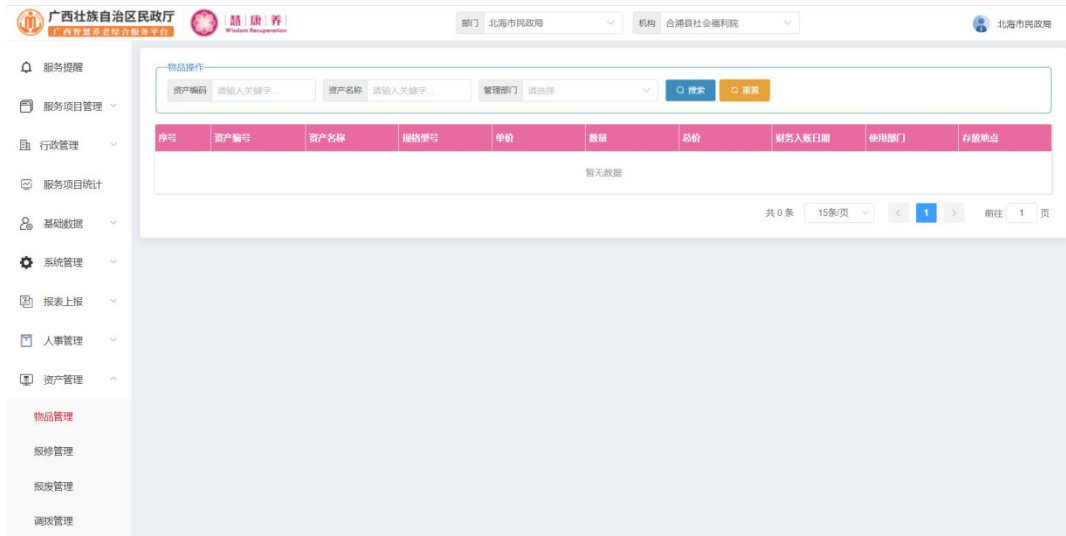 广西壮族自治区民政厅
广西智慧养老综合服务平台
慧康养
Wisdom Recuperation
部门 北海市民政局
机构 合浦县社会福利院
北海市民政局
服务提醒
服务项目管理
行政管理
服务项目统计
基础数据
系统管理
报表上报
人事管理
资产管理
物品管理
报修管理
报废管理
调拨管理
物品操作
资产编码 请输入关键字...
资产名称 请输入关键字...
管理部门 请选择
搜索
重置
序号 资产编号 资产名称 规格型号 单价 数量 总价 财务入账日期 使用部门 存放地点
暂无数据
共 0 条 15条/页 < 1 > 前往 1 页